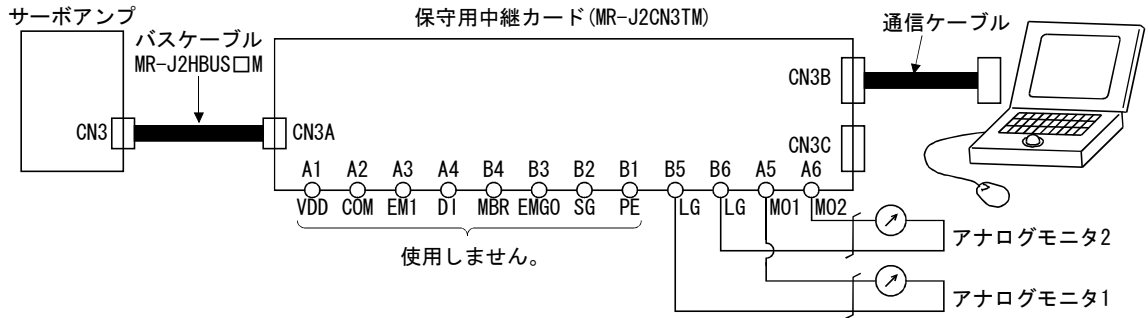 サーボアンプ
バスケーブル
MR-J2HBUS□M
保守用中継カード(MR-J2CN3TM)
通信ケーブル
CN3
CN3A
CN3B
CN3C
A1 A2 A3 A4 B4 B3 B2 B1 B5 B6 A5 A6
VDD COM EM1 DI MBR EMGO SG PE LG LG MO1 MO2
使用しません。
アナログモニタ2
アナログモニタ1